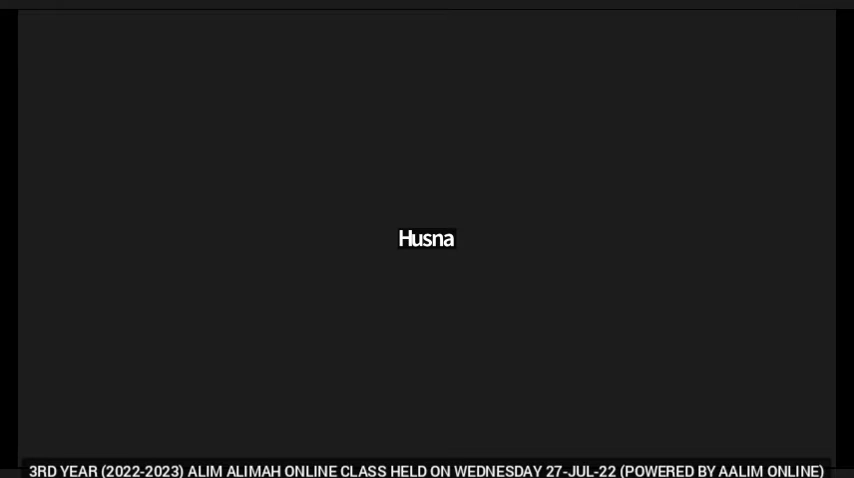 Husna
3RD YEAR (2022-2023) ALIM ALIMAH ONLINE CLASS HELD ON WEDNESDAY 27-JUL-22 (POWERED BY AALIM ONLINE)